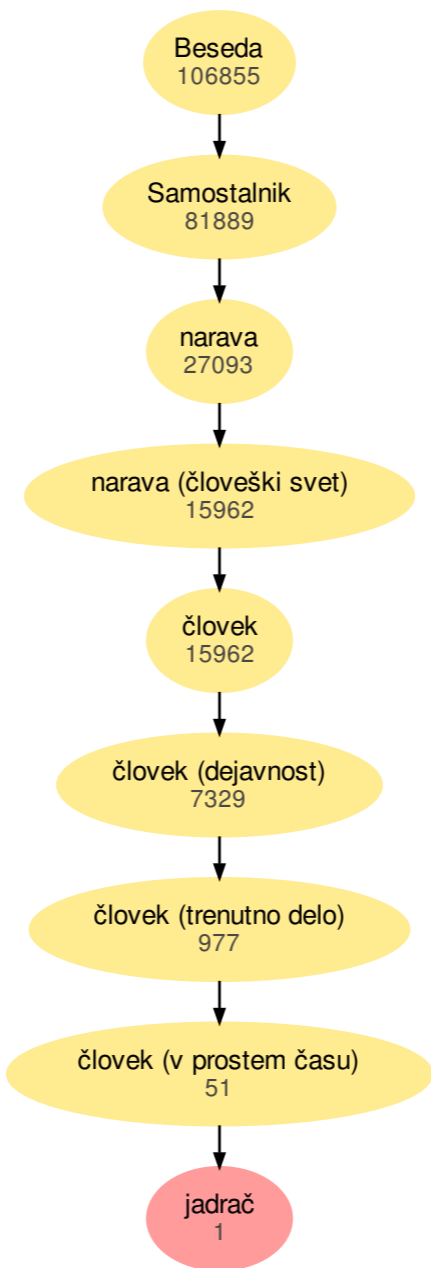 Beseda
106855
Samostalnik
81889
narava
27093
narava (človeški svet)
15962
človek
15962
človek (dejavnost)
7329
človek (trenutno delo)
977
človek (v prostem času)
51
jadrač
1